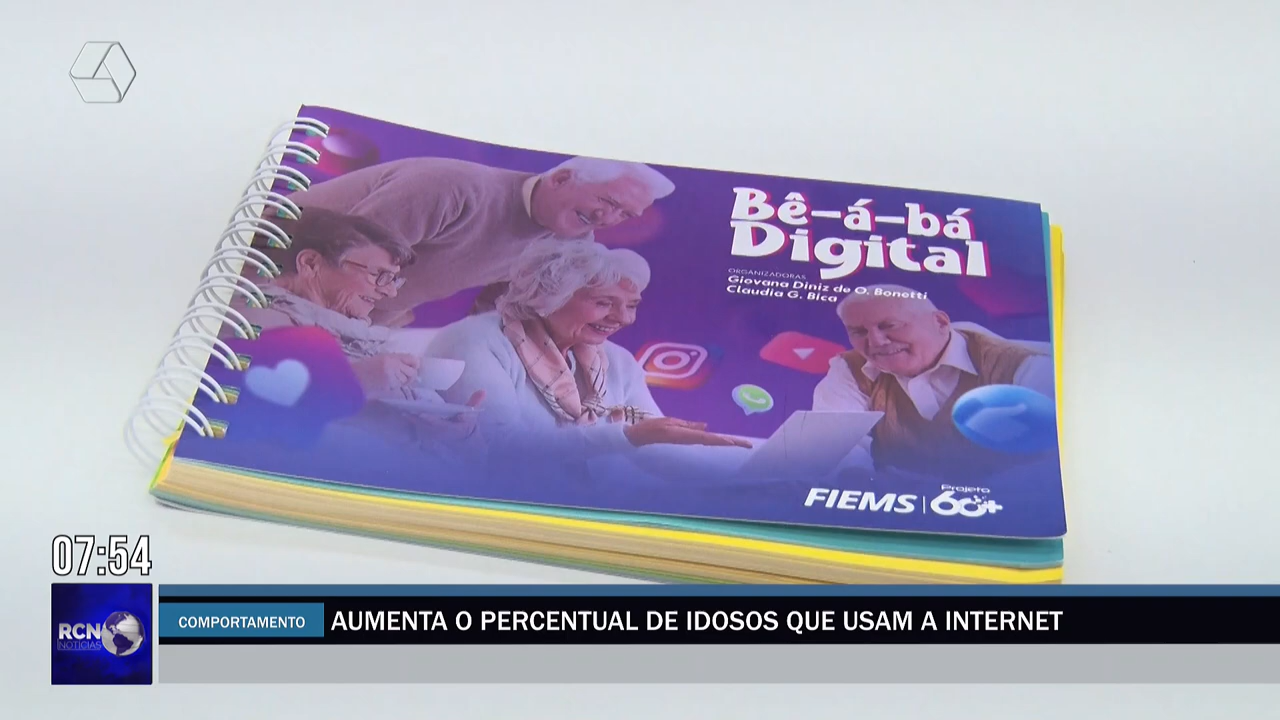 Bê-á-bá
Digital
ORGANIZADORAS
Giovana Diniz de O. Bonetti
Claudia G. Bica
FIEMS
Projeto
60+
07:54
RCN
NOTÍCIAS
COMPORTAMENTO
AUMENTA O PERCENTUAL DE IDOSOS QUE USAM A INTERNET